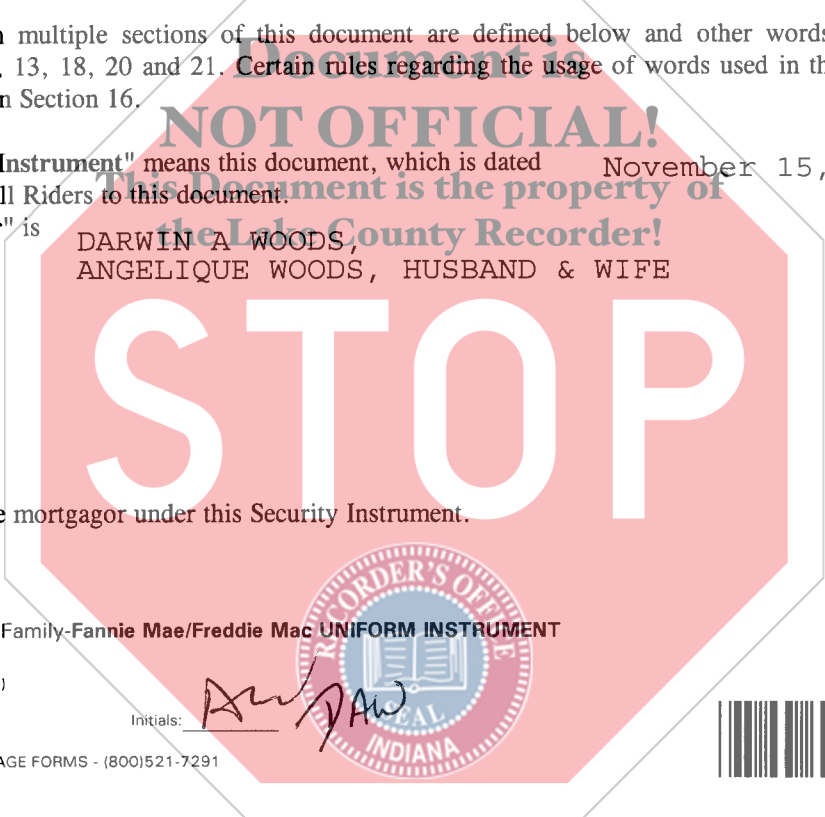 n multiple sections of this document are defined below and other words
, 13, 18, 20 and 21. Certain rules regarding the usage of words used in th
n Section 16.
Document is
NOT OFFICIAL!
This Document is the property of
the Lake County Recorder!
Instrument" means this document, which is dated November 15,
ll Riders to this document.
" is
DARWIN A WOODS,
ANGELIQUE WOODS, HUSBAND & WIFE
STOP
e mortgagor under this Security Instrument.
RECORDER'S OFFICE
SEAL
INDIANA
Family-Fannie Mae/Freddie Mac UNIFORM INSTRUMENT
)
Initials: AW DAW
AGE FORMS - (800)521-7291